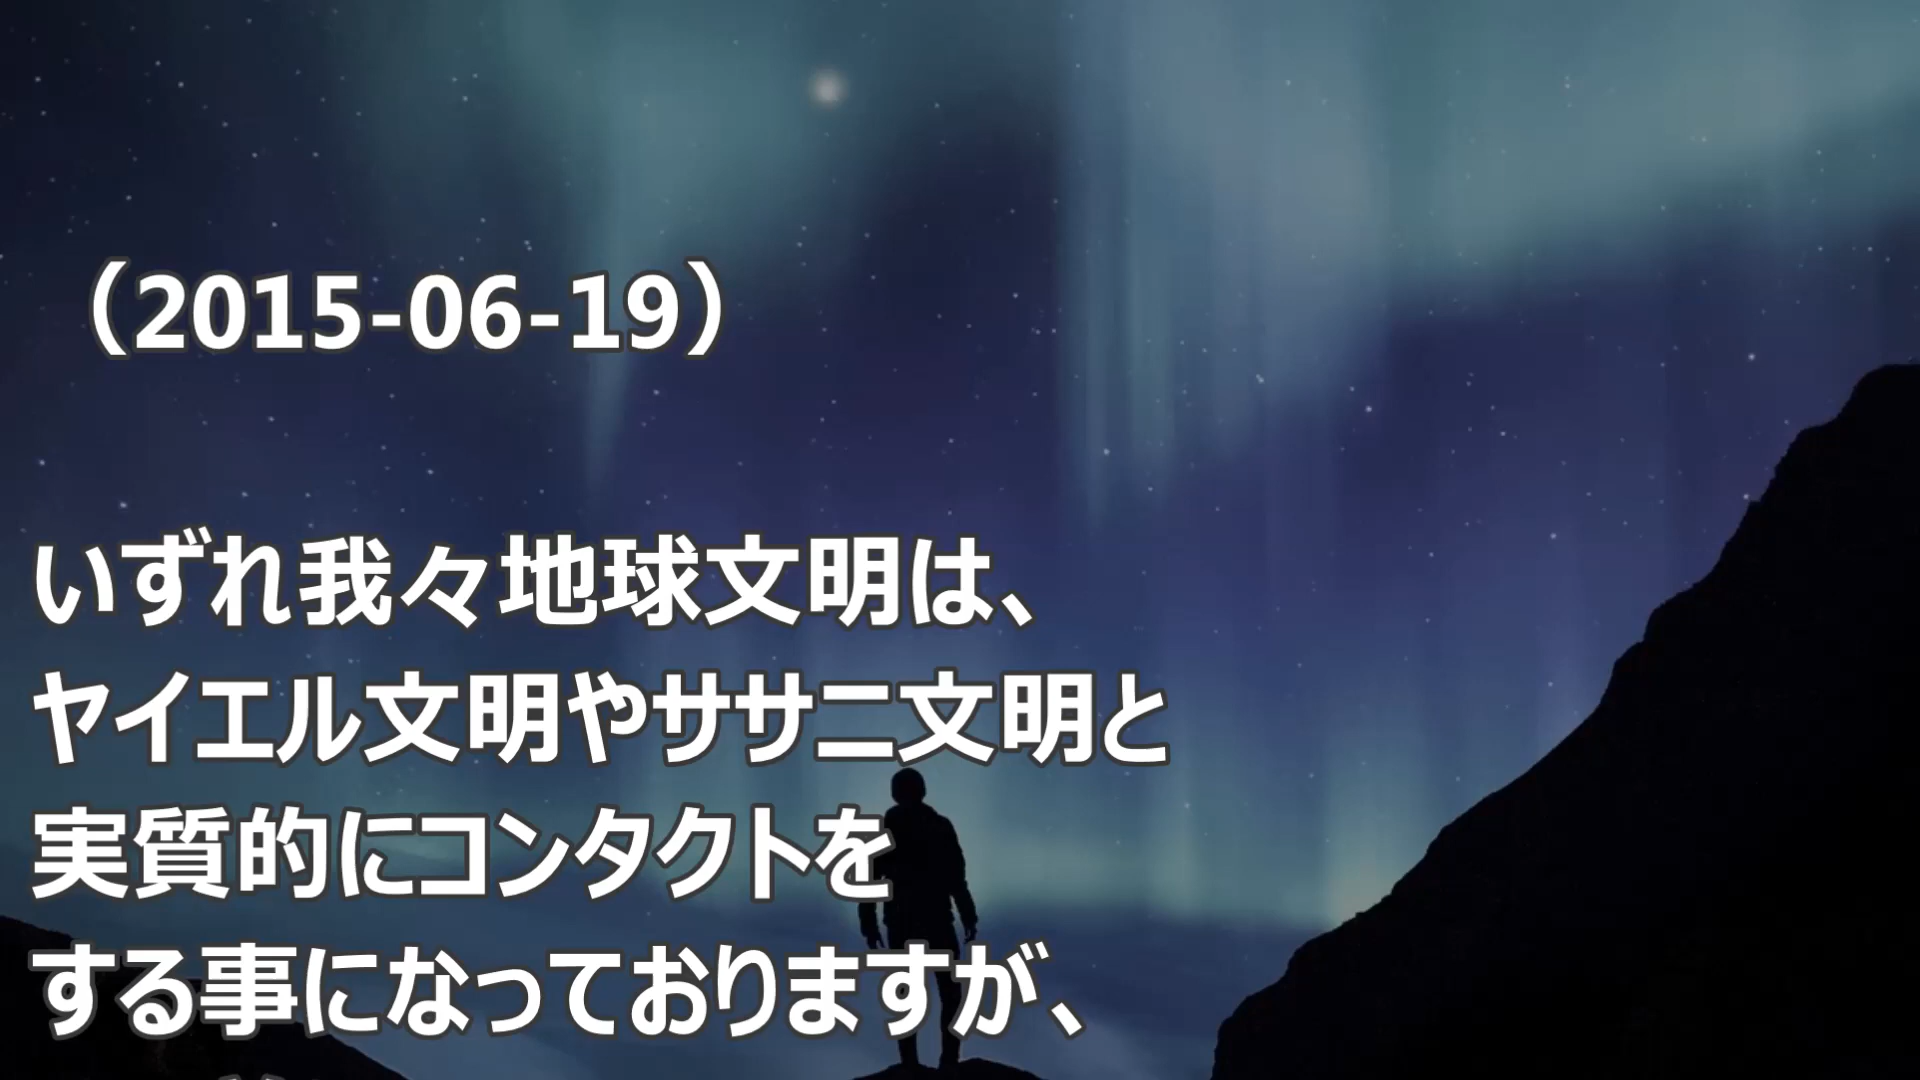 （2015-06-19）
いずれ我々地球文明は、
ヤイエル文明やササニ文明と
実質的にコンタクトを
する事になっておりますが、